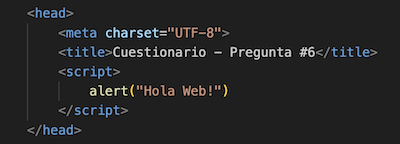 <head>
<meta charset="UTF-8">
<title>Cuestionario - Pregunta #6</title>
<script>
alert("Hola Web!")
</script>
</head>